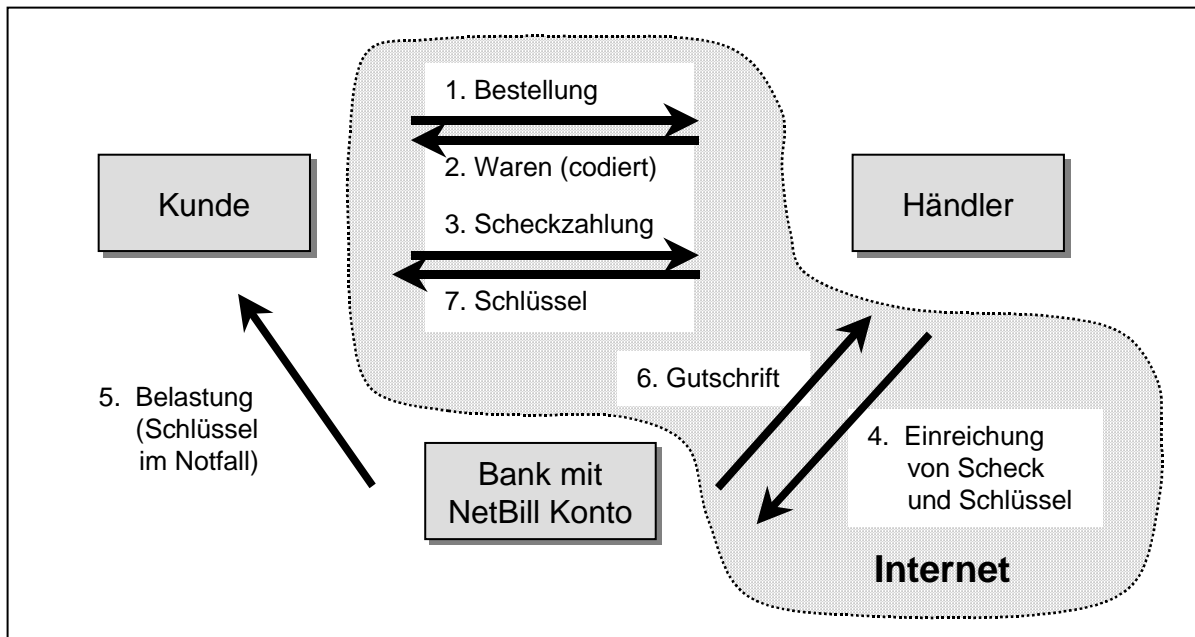 1. Bestellung
2. Waren (codiert)
Kunde
Händler
3. Scheckzahlung
7. Schlüssel
6. Gutschrift
5. Belastung
(Schlüssel
im Notfall)
4. Einreichung
von Scheck
und Schlüssel
Bank mit
NetBill Konto
Internet